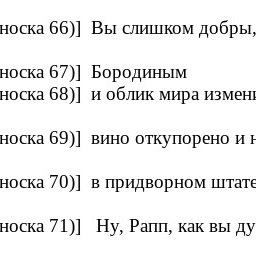 носка 66)] Вы слишком добры,
носка 67)] Бородиным
носка 68)] и облик мира измени
носка 69)] вино откупорено и н
носка 70)] в придворном штате
носка 71)] Ну, Рапп, как вы ду